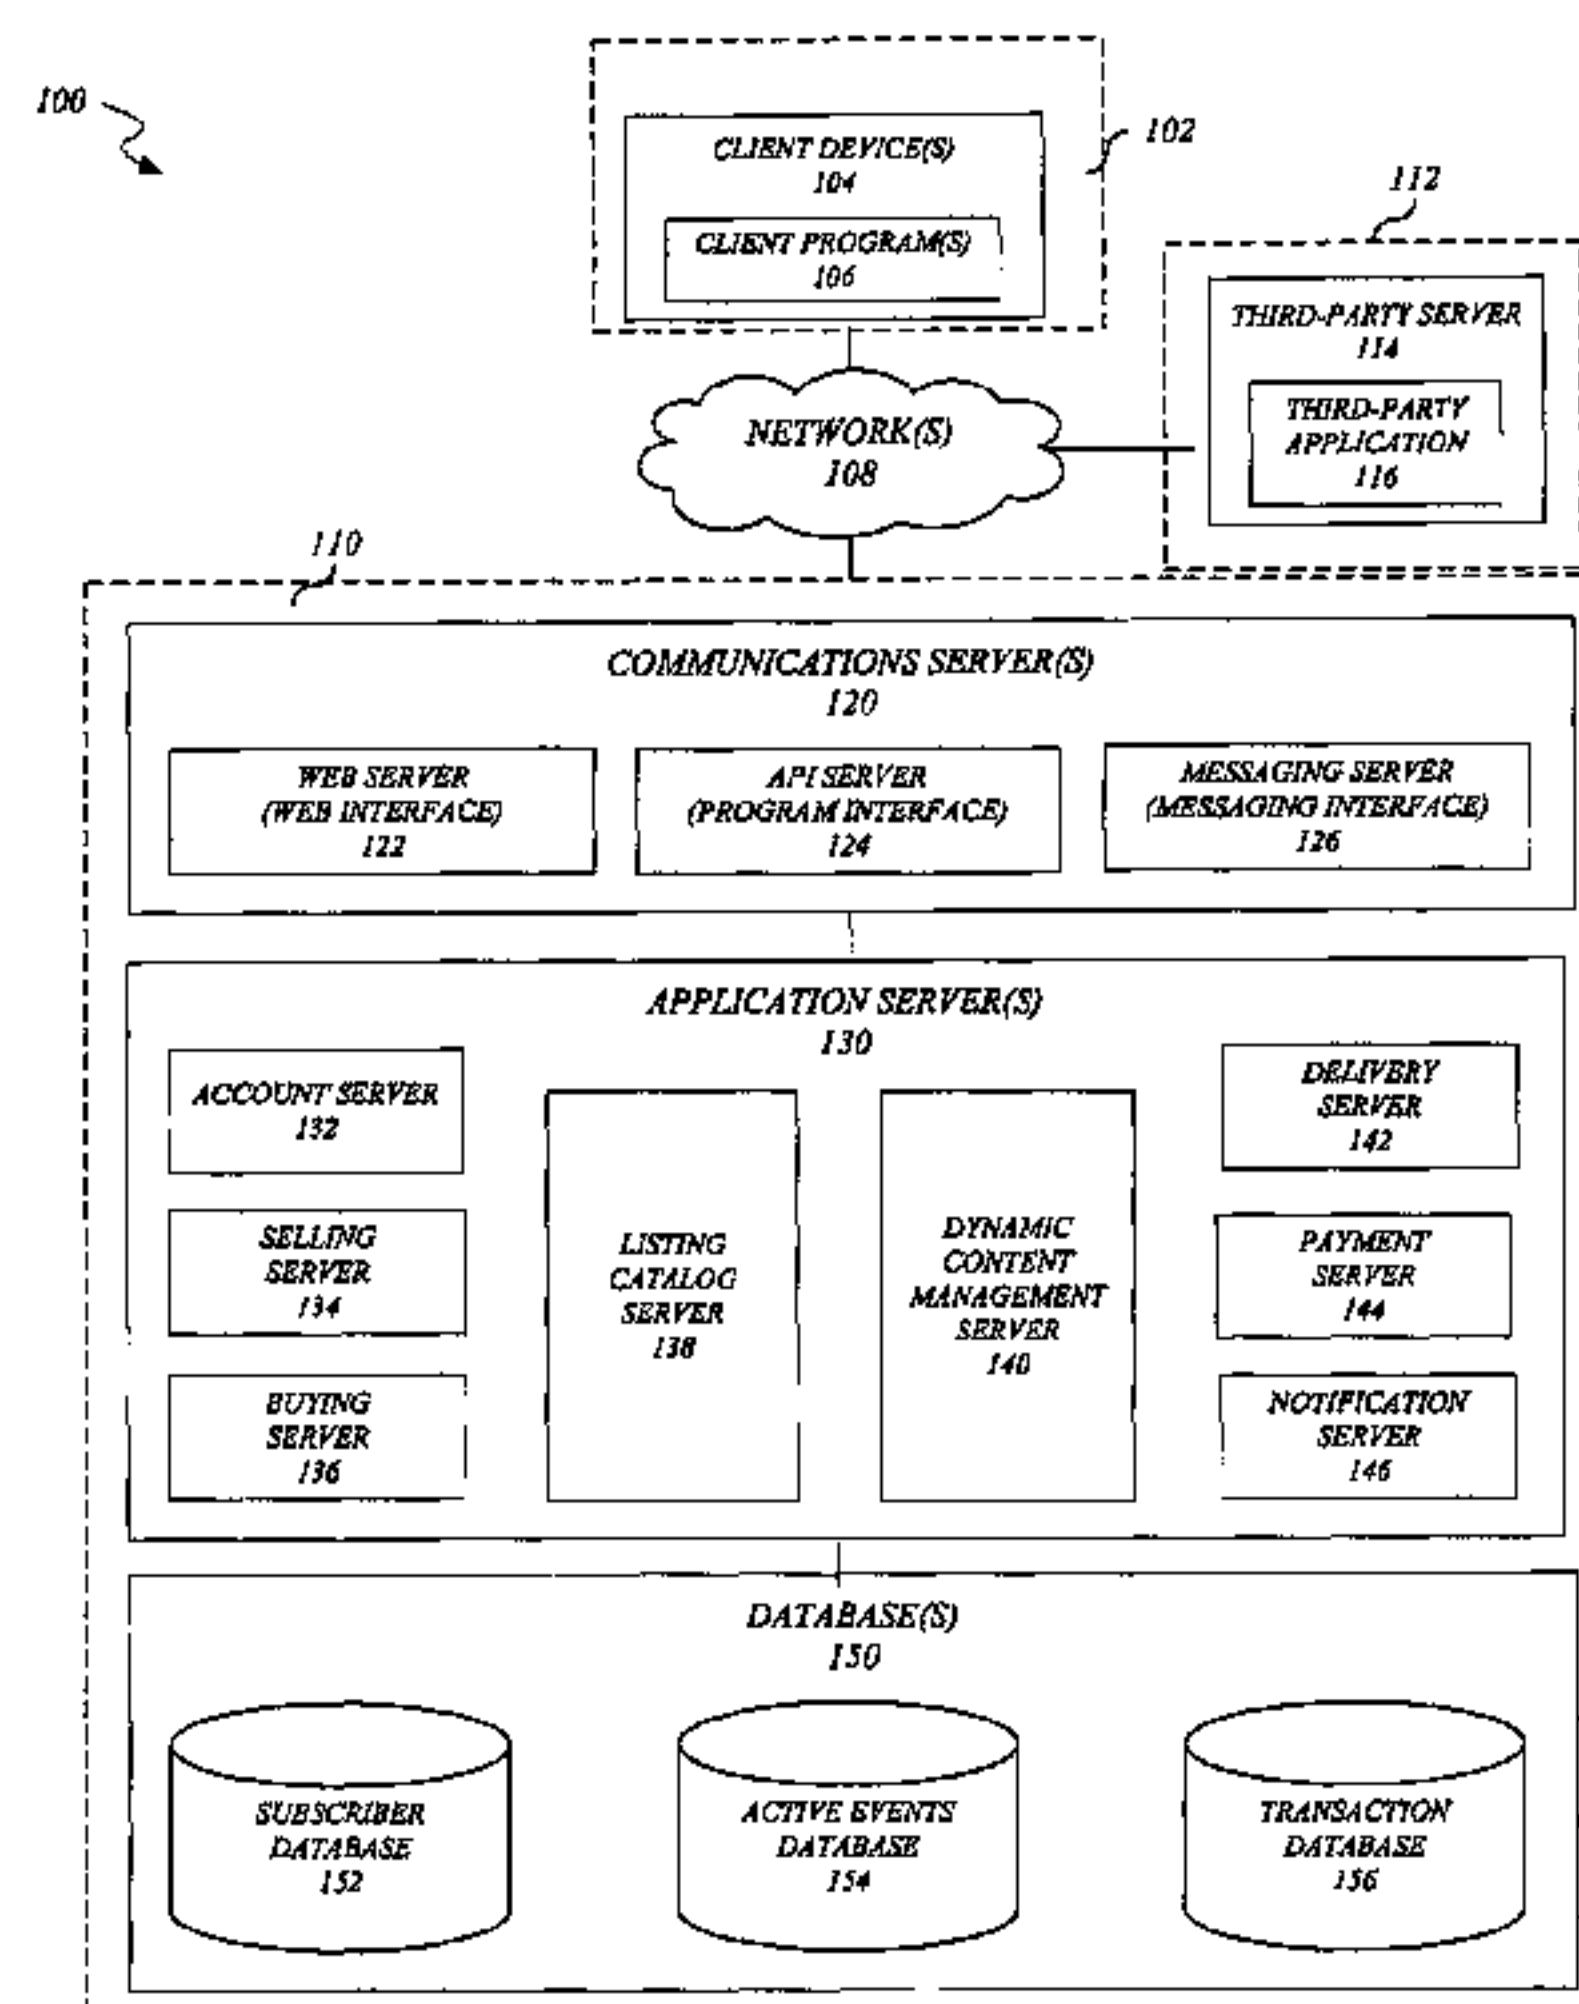 100
CLIENT DEVICE(S)
104
CLIENT PROGRAM(S)
106
102
112
THIRD-PARTY SERVER
114
THIRD-PARTY
APPLICATION
116
NETWORK(S)
108
110
COMMUNICATIONS SERVER(S)
120
WEB SERVER
(WEB INTERFACE)
122
API SERVER
(PROGRAM INTERFACE)
124
MESSAGING SERVER
(MESSAGING INTERFACE)
126
APPLICATION SERVER(S)
130
ACCOUNT SERVER
132
SELLING
SERVER
134
BUYING
SERVER
136
LISTING
CATALOG
SERVER
138
DYNAMIC
CONTENT
MANAGEMENT
SERVER
140
DELIVERY
SERVER
142
PAYMENT
SERVER
144
NOTIFICATION
SERVER
146
DATABASE(S)
150
SUBSCRIBER
DATABASE
152
ACTIVE EVENTS
DATABASE
154
TRANSACTION
DATABASE
156